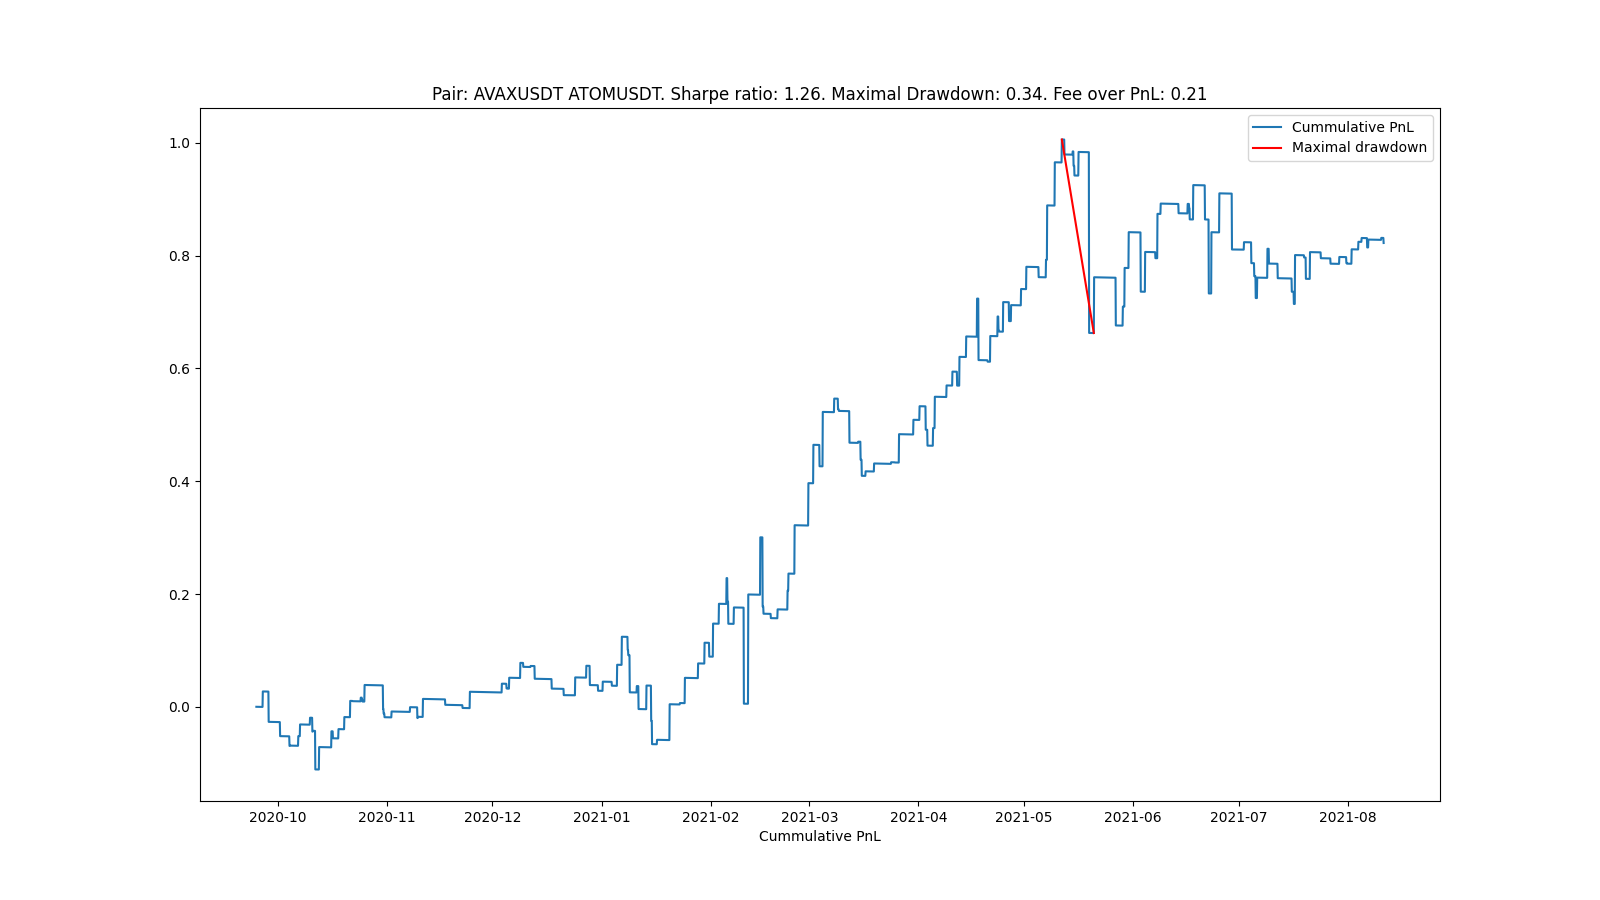 Pair: AVAXUSDT ATOMUSDT. Sharpe ratio: 1.26. Maximal Drawdown: 0.34. Fee over PnL: 0.21
Cummulative PnL
Maximal drawdown
1.0
0.8
0.6
0.4
0.2
0.0
2020-10 2020-11 2020-12 2021-01 2021-02 2021-03 2021-04 2021-05 2021-06 2021-07 2021-08
Cummulative PnL